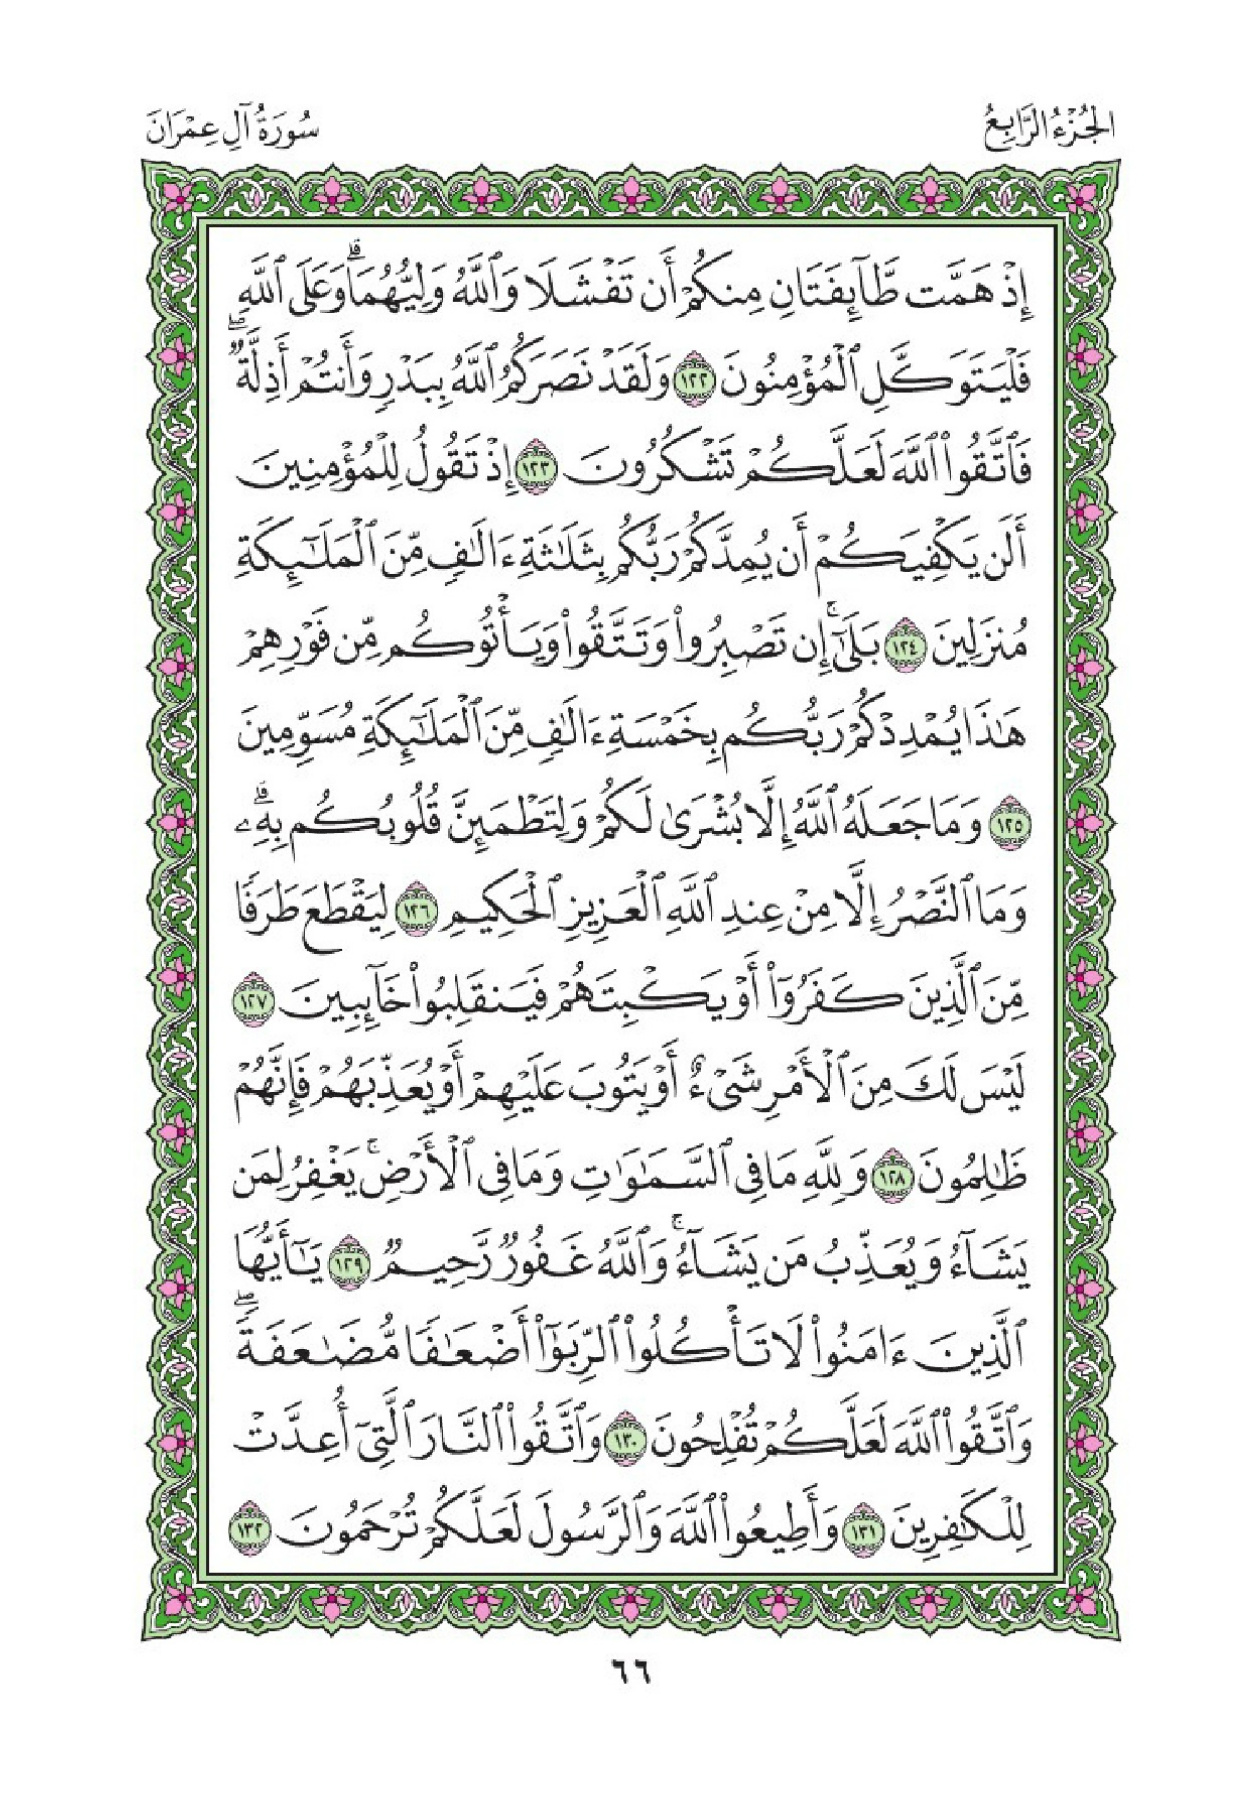 الجُزْءُ الرَّابِعُ
سُورَةُ آلِ عِمْرَانَ
إِذْ هَمَّت طَّآئِفَتَانِ مِنكُمْ أَن تَفْشَلَا وَٱللَّهُ وَلِيُّهُمَاۗ وَعَلَى ٱللَّهِ
فَلْيَتَوَكَّلِ ٱلْمُؤْمِنُونَ ١٢٢ وَلَقَدْ نَصَرَكُمُ ٱللَّهُ بِبَدْرٍ وَأَنتُمْ أَذِلَّةٌۖ
فَٱتَّقُوا۟ ٱللَّهَ لَعَلَّكُمْ تَشْكُرُونَ ١٢٣ إِذْ تَقُولُ لِلْمُؤْمِنِينَ
أَلَن يَكْفِيَكُمْ أَن يُمِدَّكُمْ رَبُّكُم بِثَلَـٰثَةِ ءَالَـٰفٍ مِّنَ ٱلْمَلَـٰٓئِكَةِ
مُنزَلِينَ ١٢٤ بَلَىٰٓۚ إِن تَصْبِرُوا۟ وَتَتَّقُوا۟ وَيَأْتُوكُم مِّن فَوْرِهِمْ
هَـٰذَا يُمْدِدْكُمْ رَبُّكُم بِخَمْسَةِ ءَالَـٰفٍ مِّنَ ٱلْمَلَـٰٓئِكَةِ مُسَوِّمِينَ
١٢٥ وَمَا جَعَلَهُ ٱللَّهُ إِلَّا بُشْرَىٰ لَكُمْ وَلِتَطْمَئِنَّ قُلُوبُكُم بِهِۦۗ
وَمَا ٱلنَّصْرُ إِلَّا مِنْ عِندِ ٱللَّهِ ٱلْعَزِيزِ ٱلْحَكِيمِ ١٢٦ لِيَقْطَعَ طَرَفًا
مِّنَ ٱلَّذِينَ كَفَرُوٓا۟ أَوْ يَكْبِتَهُمْ فَيَنقَلِبُوا۟ خَآئِبِينَ ١٢٧
لَيْسَ لَكَ مِنَ ٱلْأَمْرِ شَىْءٌ أَوْ يَتُوبَ عَلَيْهِمْ أَوْ يُعَذِّبَهُمْ فَإِنَّهُمْ
ظَـٰلِمُونَ ١٢٨ وَلِلَّهِ مَا فِى ٱلسَّمَـٰوَٰتِ وَمَا فِى ٱلْأَرْضِۚ يَغْفِرُ لِمَن
يَشَآءُ وَيُعَذِّبُ مَن يَشَآءُۚ وَٱللَّهُ غَفُورٌ رَّحِيمٌ ١٢٩ يَـٰٓأَيُّهَا
ٱلَّذِينَ ءَامَنُوا۟ لَا تَأْكُلُوا۟ ٱلرِّبَوٰٓا۟ أَضْعَـٰفًا مُّضَـٰعَفَةًۖ
وَٱتَّقُوا۟ ٱللَّهَ لَعَلَّكُمْ تُفْلِحُونَ ١٣٠ وَٱتَّقُوا۟ ٱلنَّارَ ٱلَّتِىٓ أُعِدَّتْ
لِلْكَـٰفِرِينَ ١٣١ وَأَطِيعُوا۟ ٱللَّهَ وَٱلرَّسُولَ لَعَلَّكُمْ تُرْحَمُونَ ١٣٢
٦٦